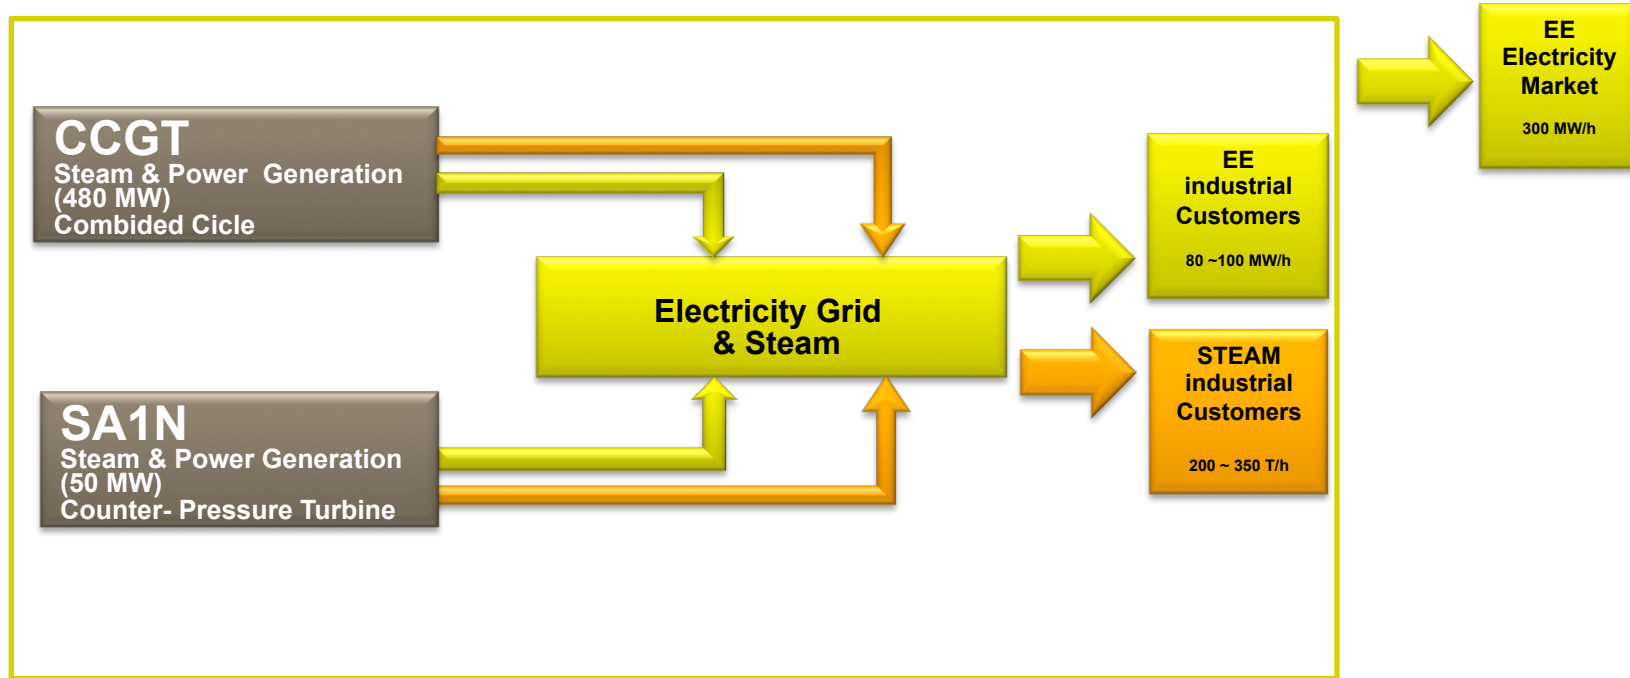 CCGT
Steam & Power Generation
(480 MW)
Combided Cicle
SA1N
Steam & Power Generation
(50 MW)
Counter- Pressure Turbine
Electricity Grid
& Steam
EE
industrial
Customers
80 ~100 MW/h
STEAM
industrial
Customers
200 ~ 350 T/h
EE
Electricity
Market
300 MW/h